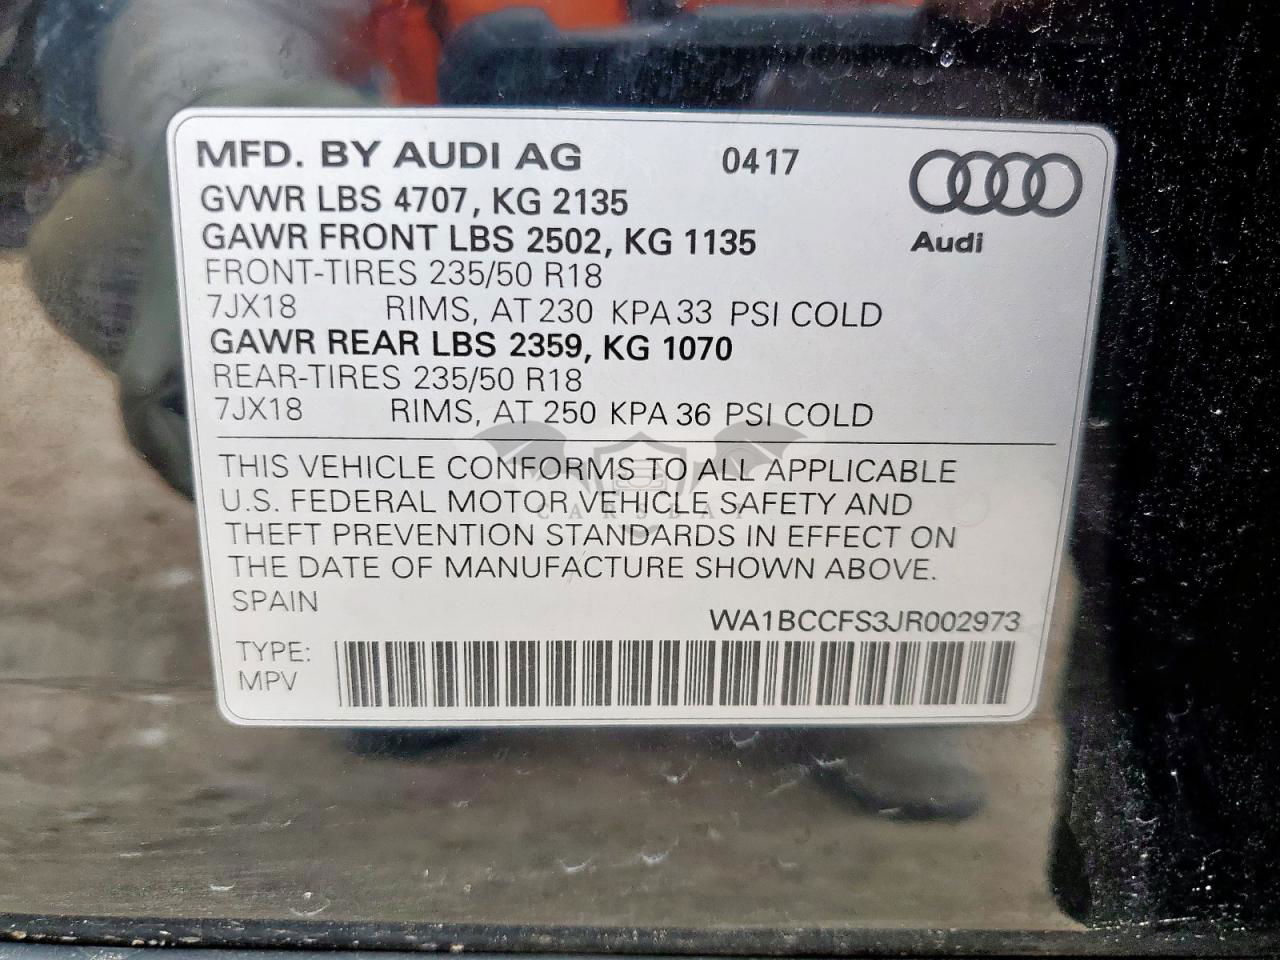 MFD. BY AUDI AG 0417
GVWR LBS 4707, KG 2135
GAWR FRONT LBS 2502, KG 1135
Audi
FRONT-TIRES 235/50 R18
7JX18 RIMS, AT 230 KPA 33 PSI COLD
GAWR REAR LBS 2359, KG 1070
REAR-TIRES 235/50 R18
7JX18 RIMS, AT 250 KPA 36 PSI COLD
THIS VEHICLE CONFORMS TO ALL APPLICABLE
U.S. FEDERAL MOTOR VEHICLE SAFETY AND
CARSDAY
THEFT PREVENTION STANDARDS IN EFFECT ON
THE DATE OF MANUFACTURE SHOWN ABOVE.
SPAIN
WA1BCCFS3JR002973
TYPE:
MPV